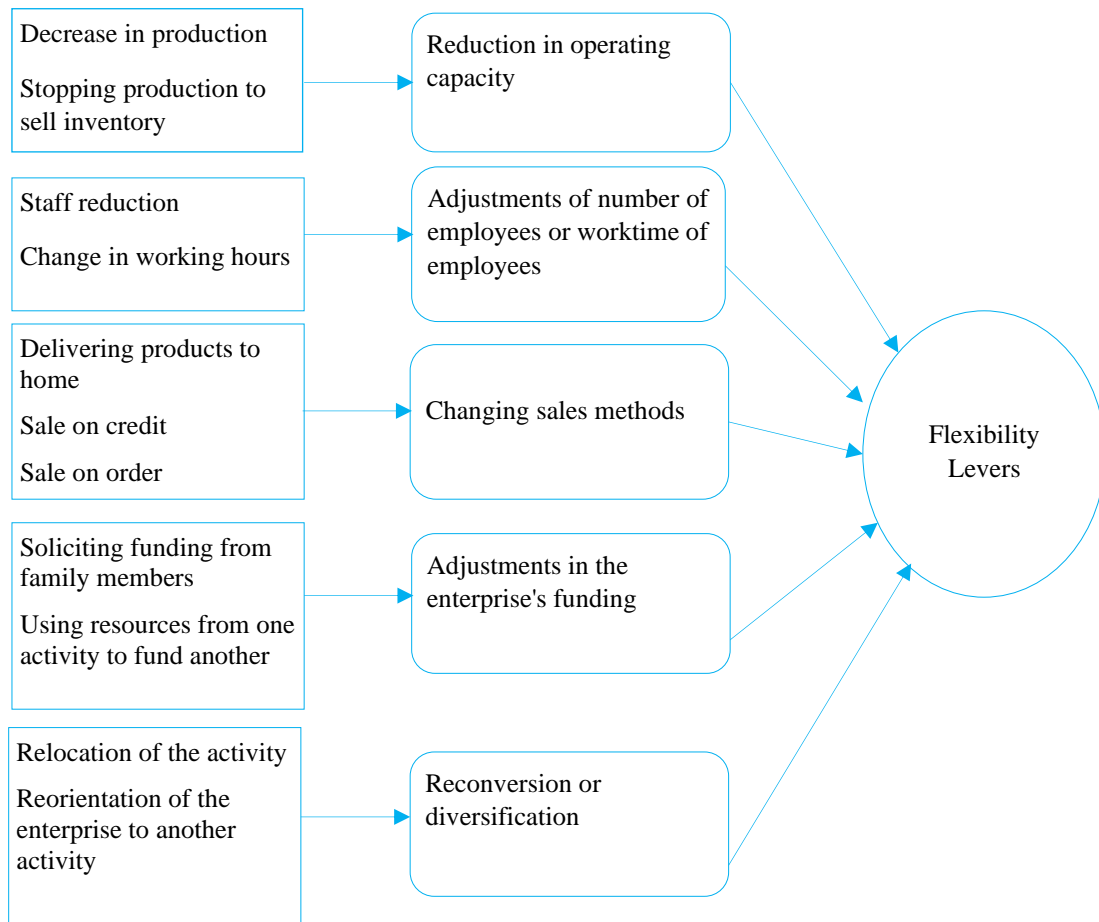 Decrease in production
Stopping production to
sell inventory
Reduction in operating
capacity
Staff reduction
Change in working hours
Adjustments of number of
employees or worktime of
employees
Delivering products to
home
Sale on credit
Sale on order
Changing sales methods
Flexibility
Levers
Soliciting funding from
family members
Using resources from one
activity to fund another
Adjustments in the
enterprise's funding
Relocation of the activity
Reorientation of the
enterprise to another
activity
Reconversion or
diversification